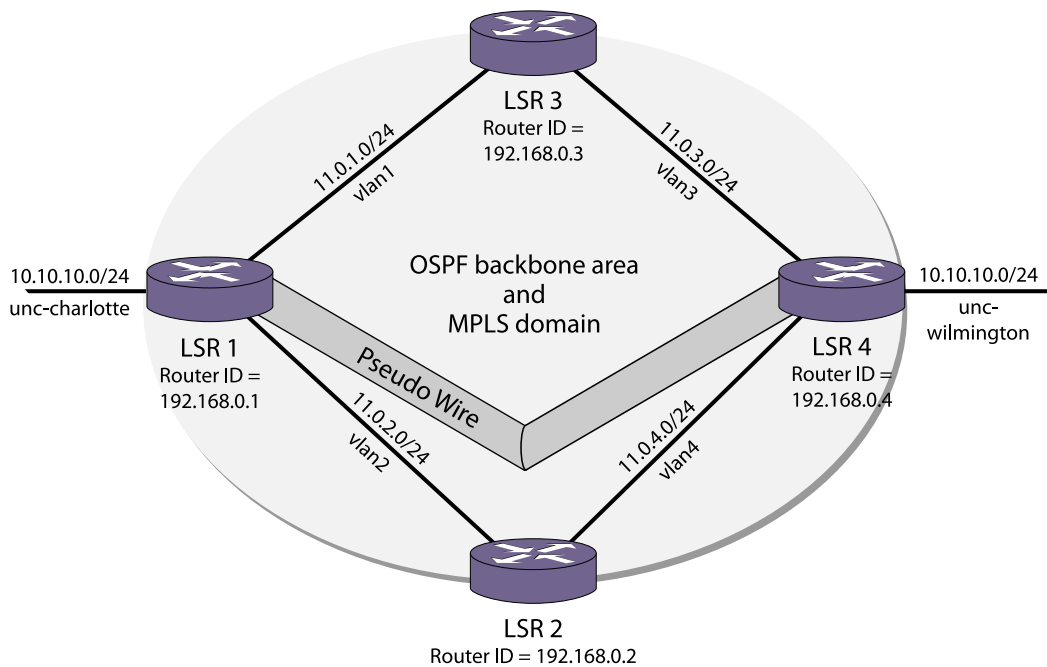 LSR 3
Router ID =
192.168.0.3
11.0.1.0/24
vlan1
11.0.3.0/24
vlan3
10.10.10.0/24
unc-charlotte
OSPF backbone area
and
MPLS domain
10.10.10.0/24
unc-
wilmington
LSR 1
Router ID =
192.168.0.1
Pseudo Wire
LSR 4
Router ID =
192.168.0.4
11.0.2.0/24
vlan2
11.0.4.0/24
vlan4
LSR 2
Router ID = 192.168.0.2